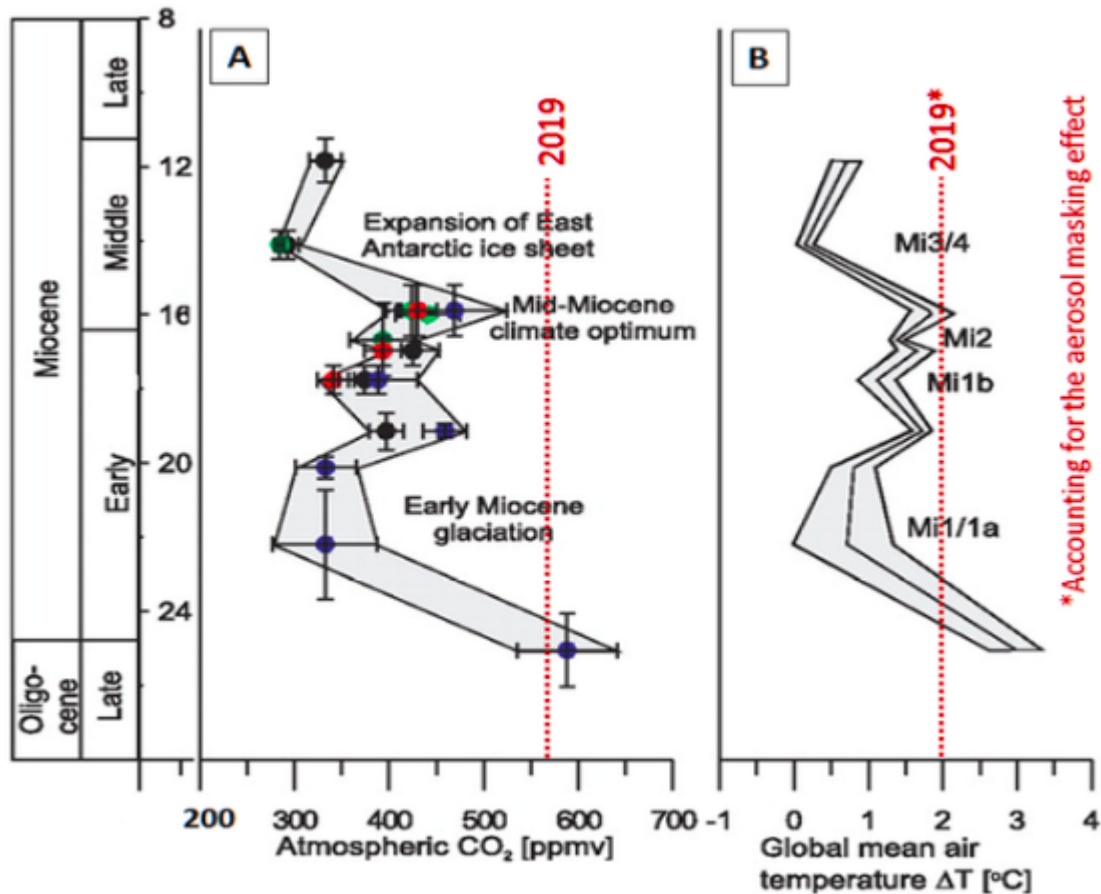 8
12
16
20
24
Miocene
Oligo-
cene
Late
Middle
Early
Late
A
2019
Expansion of East
Antarctic ice sheet
Mid-Miocene
climate optimum
Early Miocene
glaciation
200
300
400
500
600
700
Atmospheric CO₂ [ppmv]
B
2019*
Mi3/4
Mi2
Mi1b
Mi1/1a
-1
0
1
2
3
4
Global mean air
temperature ΔT [°C]
*Accounting for the aerosol masking effect